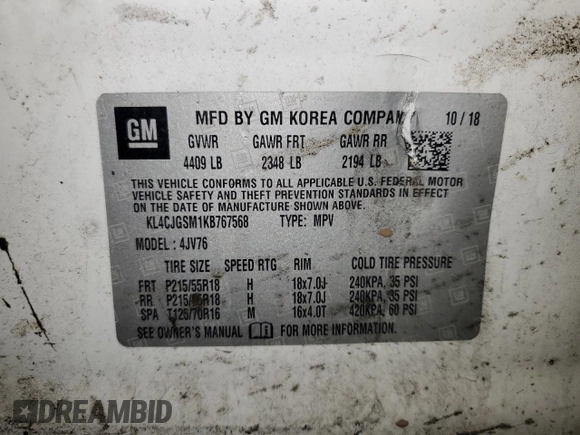 GM
MFD BY GM KOREA COMPANY 10 / 18
GVWR GAWR FRT GAWR RR
4409 LB 2348 LB 2194 LB
THIS VEHICLE CONFORMS TO ALL APPLICABLE U.S. FEDERAL MOTOR
VEHICLE SAFETY AND THEFT PREVENTION STANDARDS IN EFFECT
ON THE DATE OF MANUFACTURE SHOWN ABOVE.
KL4CJGSM1KB767568 TYPE: MPV
MODEL : 4JV76
TIRE SIZE SPEED RTG RIM COLD TIRE PRESSURE
FRT P215/55R18 H 18x7.0J 240KPA, 35 PSI
RR P215/55R18 H 18x7.0J 240KPA, 35 PSI
SPA T125/70R16 M 16x4.0T 420KPA, 60 PSI
SEE OWNER'S MANUAL FOR MORE INFORMATION
DREAMBID